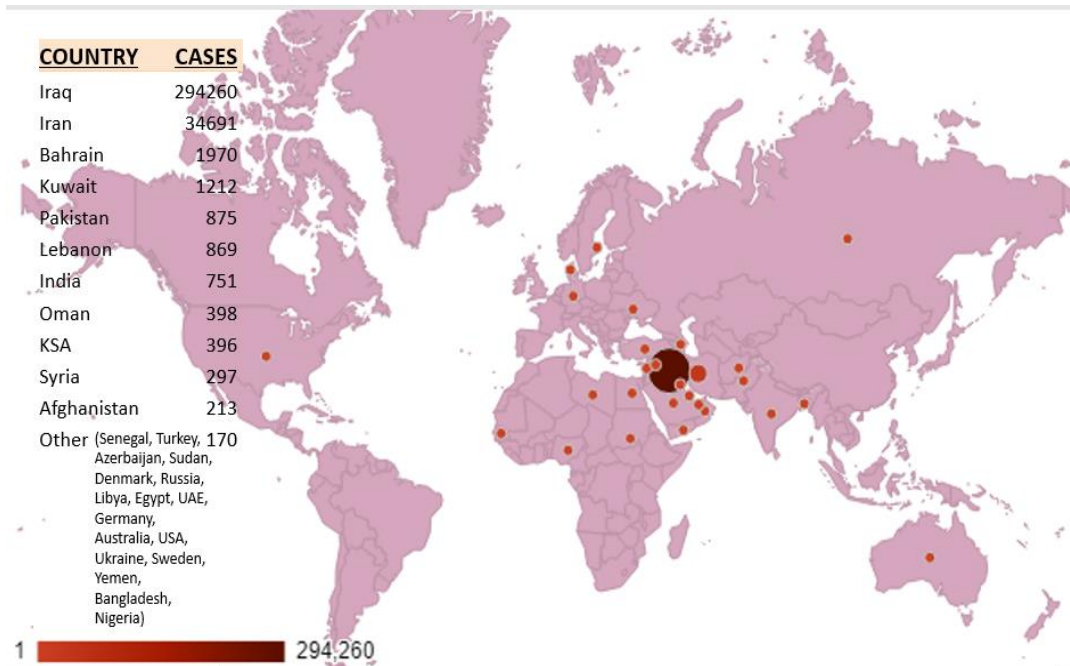 COUNTRY CASES
Iraq 294260
Iran 34691
Bahrain 1970
Kuwait 1212
Pakistan 875
Lebanon 869
India 751
Oman 398
KSA 396
Syria 297
Afghanistan 213
Other (Senegal, Turkey, 170
Azerbaijan, Sudan,
Denmark, Russia,
Libya, Egypt, UAE,
Germany,
Australia, USA,
Ukraine, Sweden,
Yemen,
Bangladesh,
Nigeria)
1 294,260